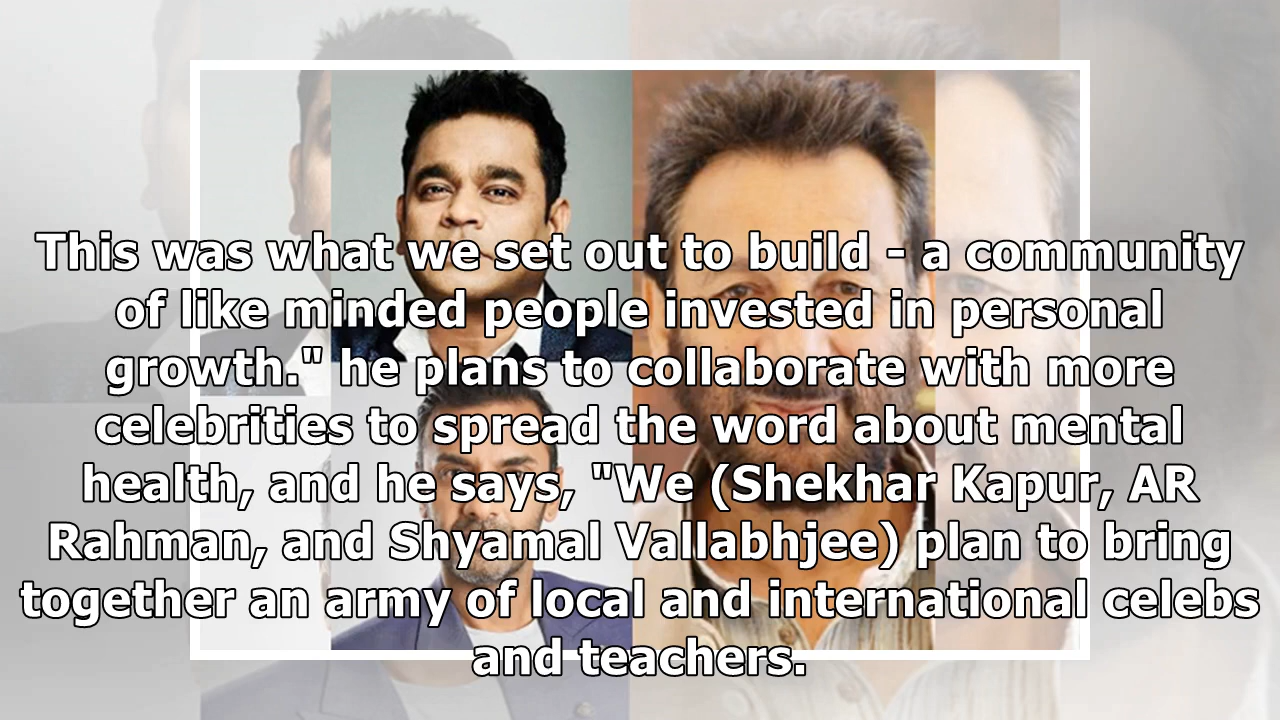 This was what we set out to build - a community
of like minded people invested in personal
growth." he plans to collaborate with more
celebrities to spread the word about mental
health, and he says, "We (Shekhar Kapur, AR
Rahman, and Shyamal Vallabhjee) plan to bring
together an army of local and international celebs
and teachers.